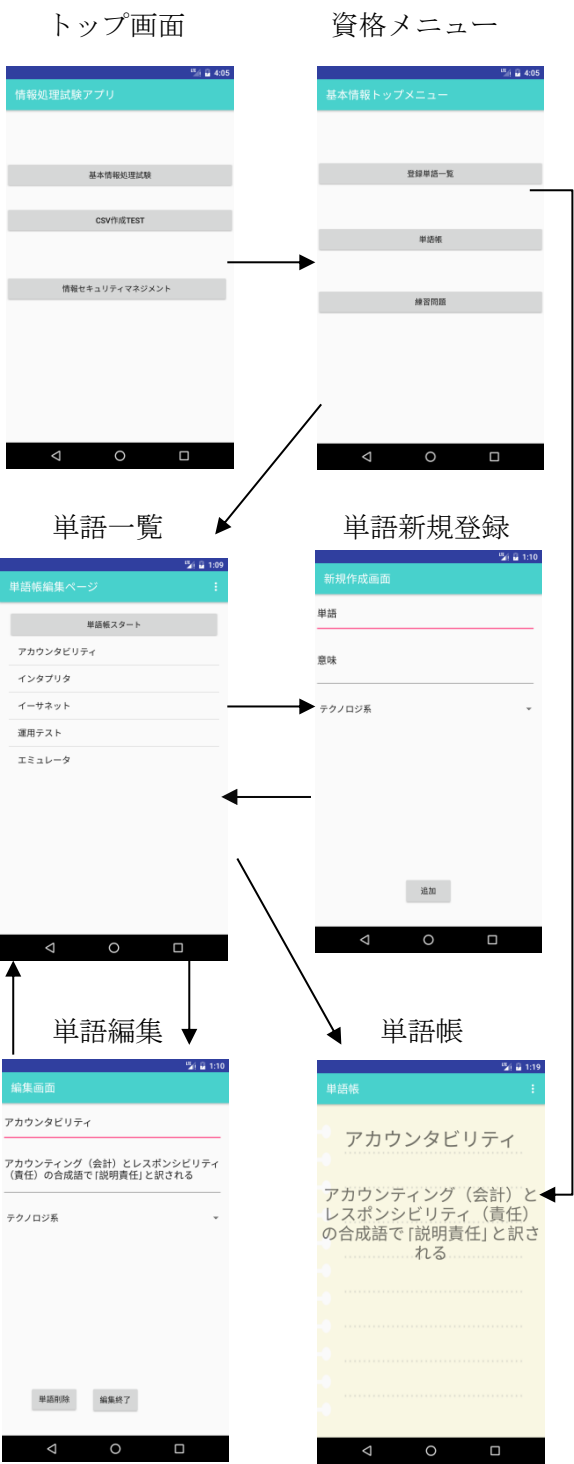 トップ画面
資格メニュー
4:05
情報処理試験アプリ
基本情報処理試験
CSV作成TEST
情報セキュリティマネジメント
4:05
基本情報トップメニュー
登録単語一覧
単語帳
練習問題
単語一覧
単語新規登録
1:09
単語帳編集ページ
単語帳スタート
アカウンタビリティ
インタプリタ
イーサネット
運用テスト
エミュレータ
1:10
新規作成画面
単語
意味
テクノロジ系
追加
単語編集
単語帳
1:10
編集画面
アカウンタビリティ
アカウンティング（会計）とレスポンシビリティ
（責任）の合成語で「説明責任」と訳される
テクノロジ系
単語削除
編集終了
1:19
単語帳
アカウンタビリティ
アカウンティング（会計）と
レスポンシビリティ（責任）
の合成語で「説明責任」と訳さ
れる